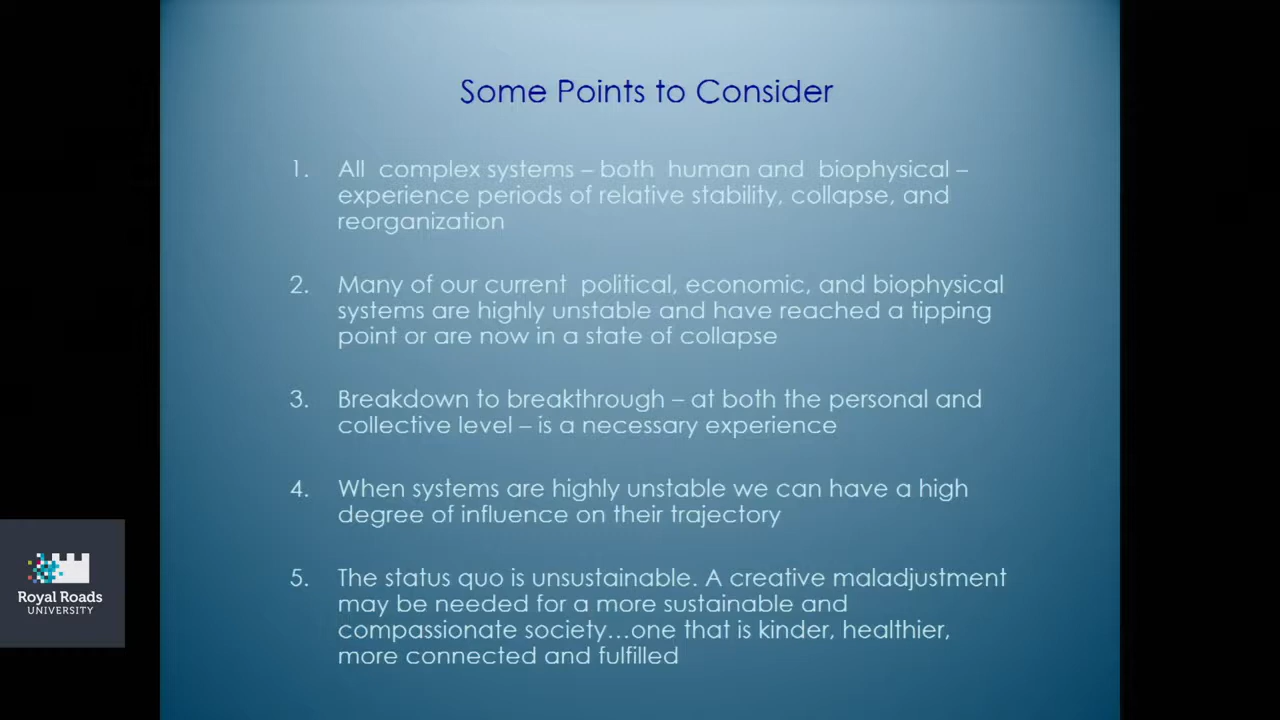 Some Points to Consider
1. All complex systems – both human and biophysical –
experience periods of relative stability, collapse, and
reorganization
2. Many of our current political, economic, and biophysical
systems are highly unstable and have reached a tipping
point or are now in a state of collapse
3. Breakdown to breakthrough – at both the personal and
collective level – is a necessary experience
4. When systems are highly unstable we can have a high
degree of influence on their trajectory
5. The status quo is unsustainable. A creative maladjustment
may be needed for a more sustainable and
compassionate society…one that is kinder, healthier,
more connected and fulfilled
Royal Roads
UNIVERSITY